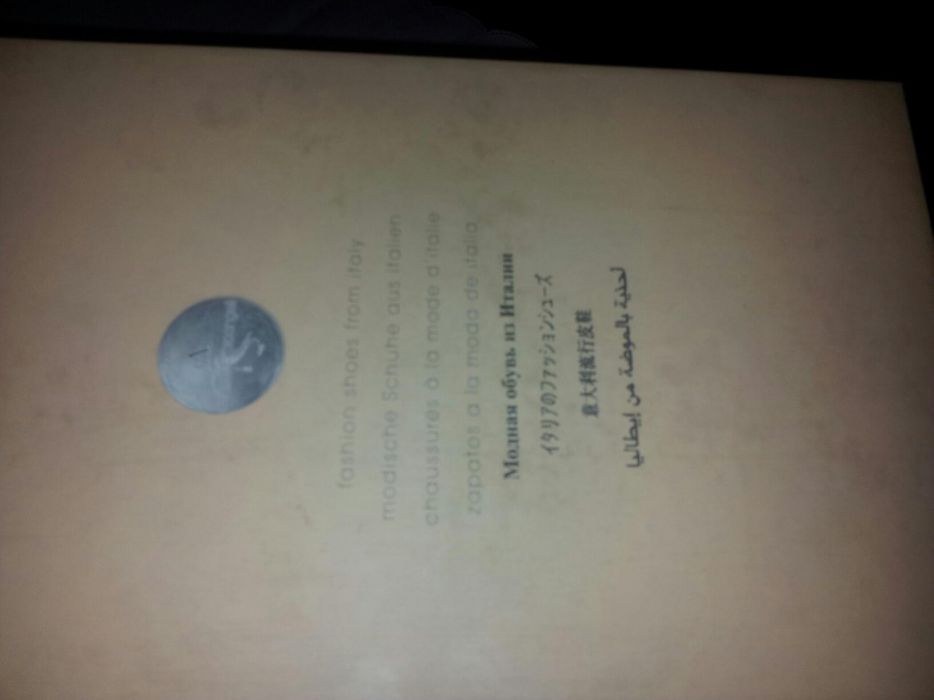 fashion shoes from italy
modische Schuhe aus italien
chaussures à la mode d'italie
zapatos a la moda de italia
Модная обувь из Италии
イタリアのファッションシューズ
意大利流行皮鞋
لحذية بالموضة من إيطاليا